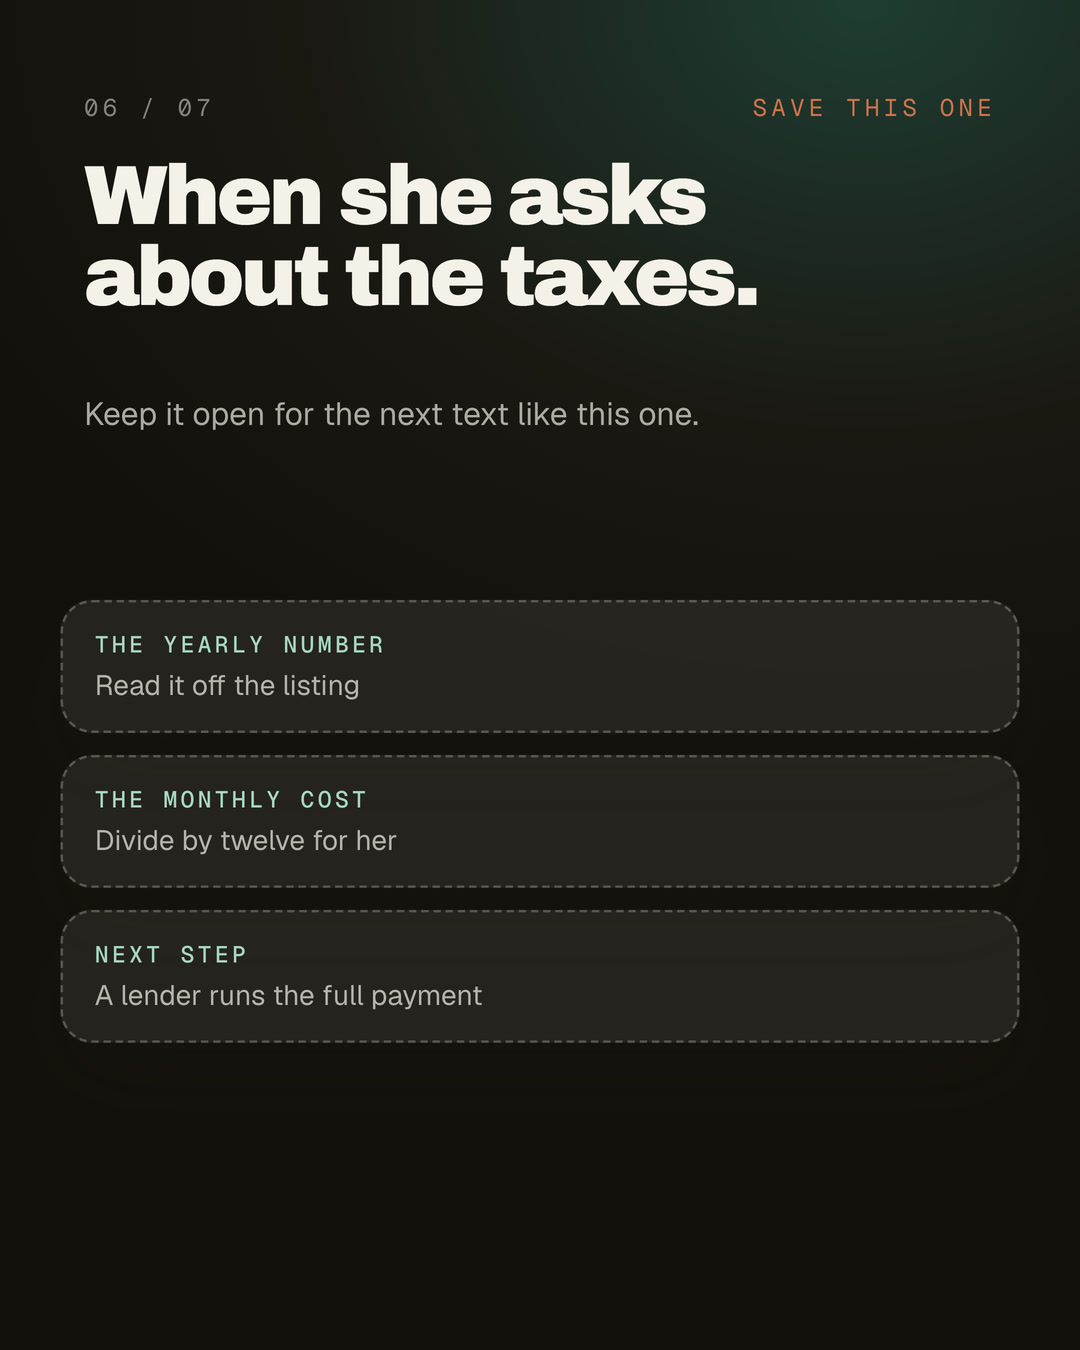 06 / 07
SAVE THIS ONE
When she asks
about the taxes.
Keep it open for the next text like this one.
THE YEARLY NUMBER
Read it off the listing
THE MONTHLY COST
Divide by twelve for her
NEXT STEP
A lender runs the full payment